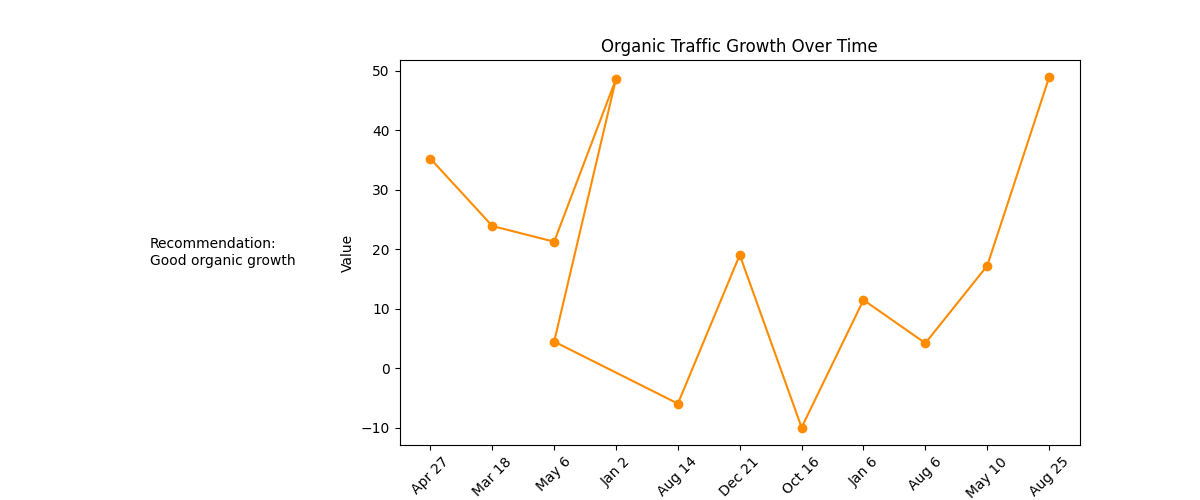 Organic Traffic Growth Over Time
Recommendation:
Good organic growth
Value
50
40
30
20
10
0
−10
Apr 27
Mar 18
May 6
Jan 2
Aug 14
Dec 21
Oct 16
Jan 6
Aug 6
May 10
Aug 25